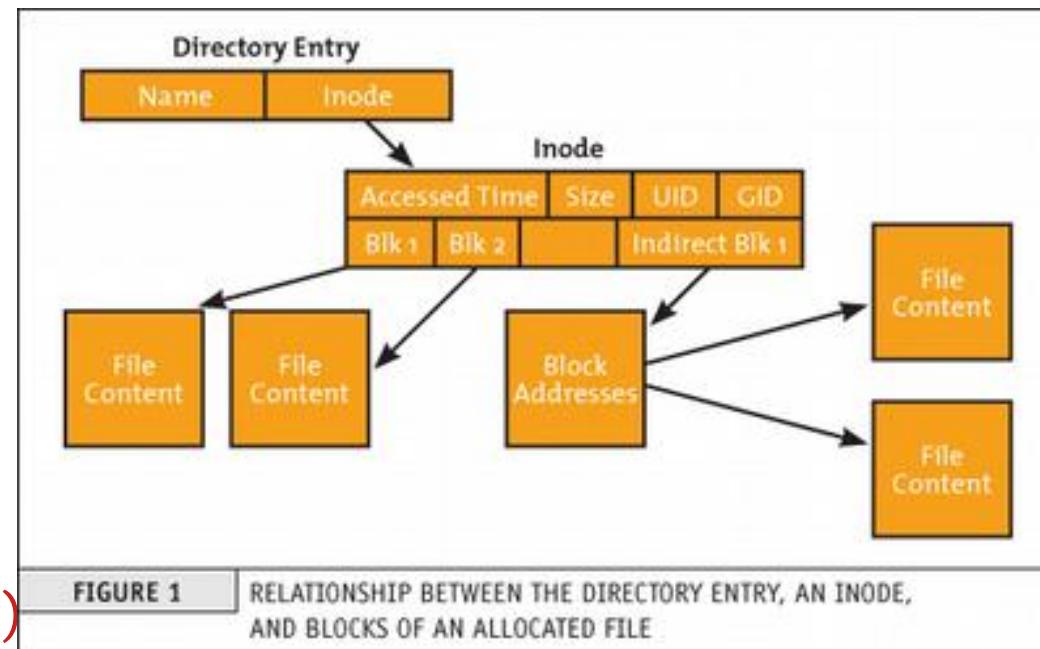 Directory Entry
Name Inode
Inode
Accessed Time Size UID GID
Blk 1 Blk 2 Indirect Blk 1
File
Content
File
Content
File
Content
Block
Addresses
File
Content
FIGURE 1
RELATIONSHIP BETWEEN THE DIRECTORY ENTRY, AN INODE,
AND BLOCKS OF AN ALLOCATED FILE
)